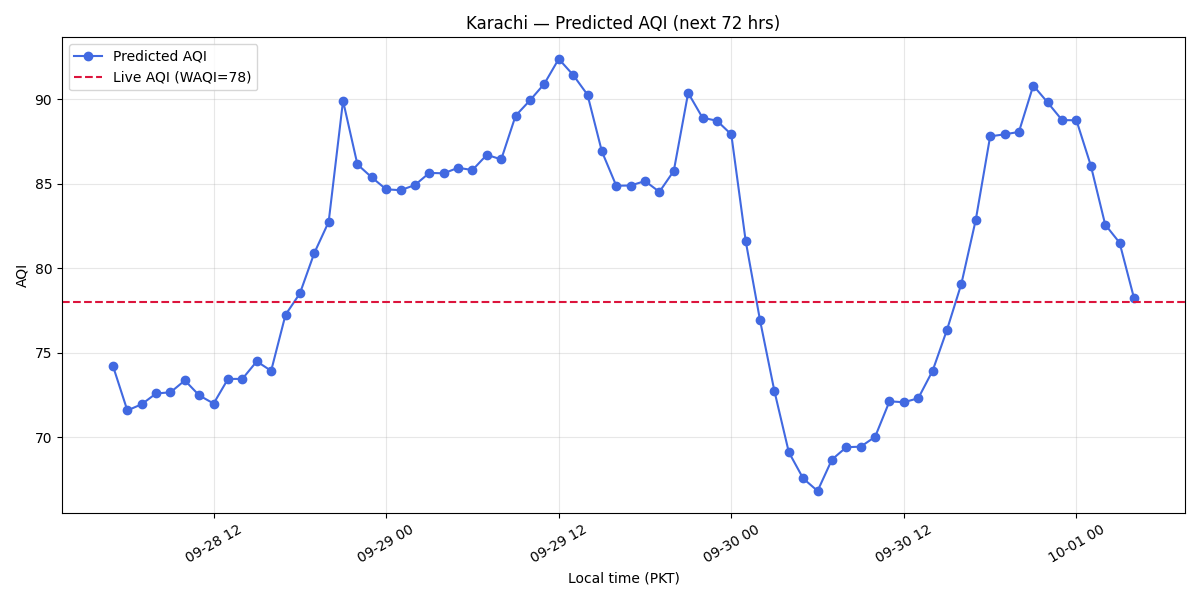 Karachi — Predicted AQI (next 72 hrs)
Predicted AQI
Live AQI (WAQI=78)
AQI
90
85
80
75
70
09-28 12
09-29 00
09-29 12
09-30 00
09-30 12
10-01 00
Local time (PKT)